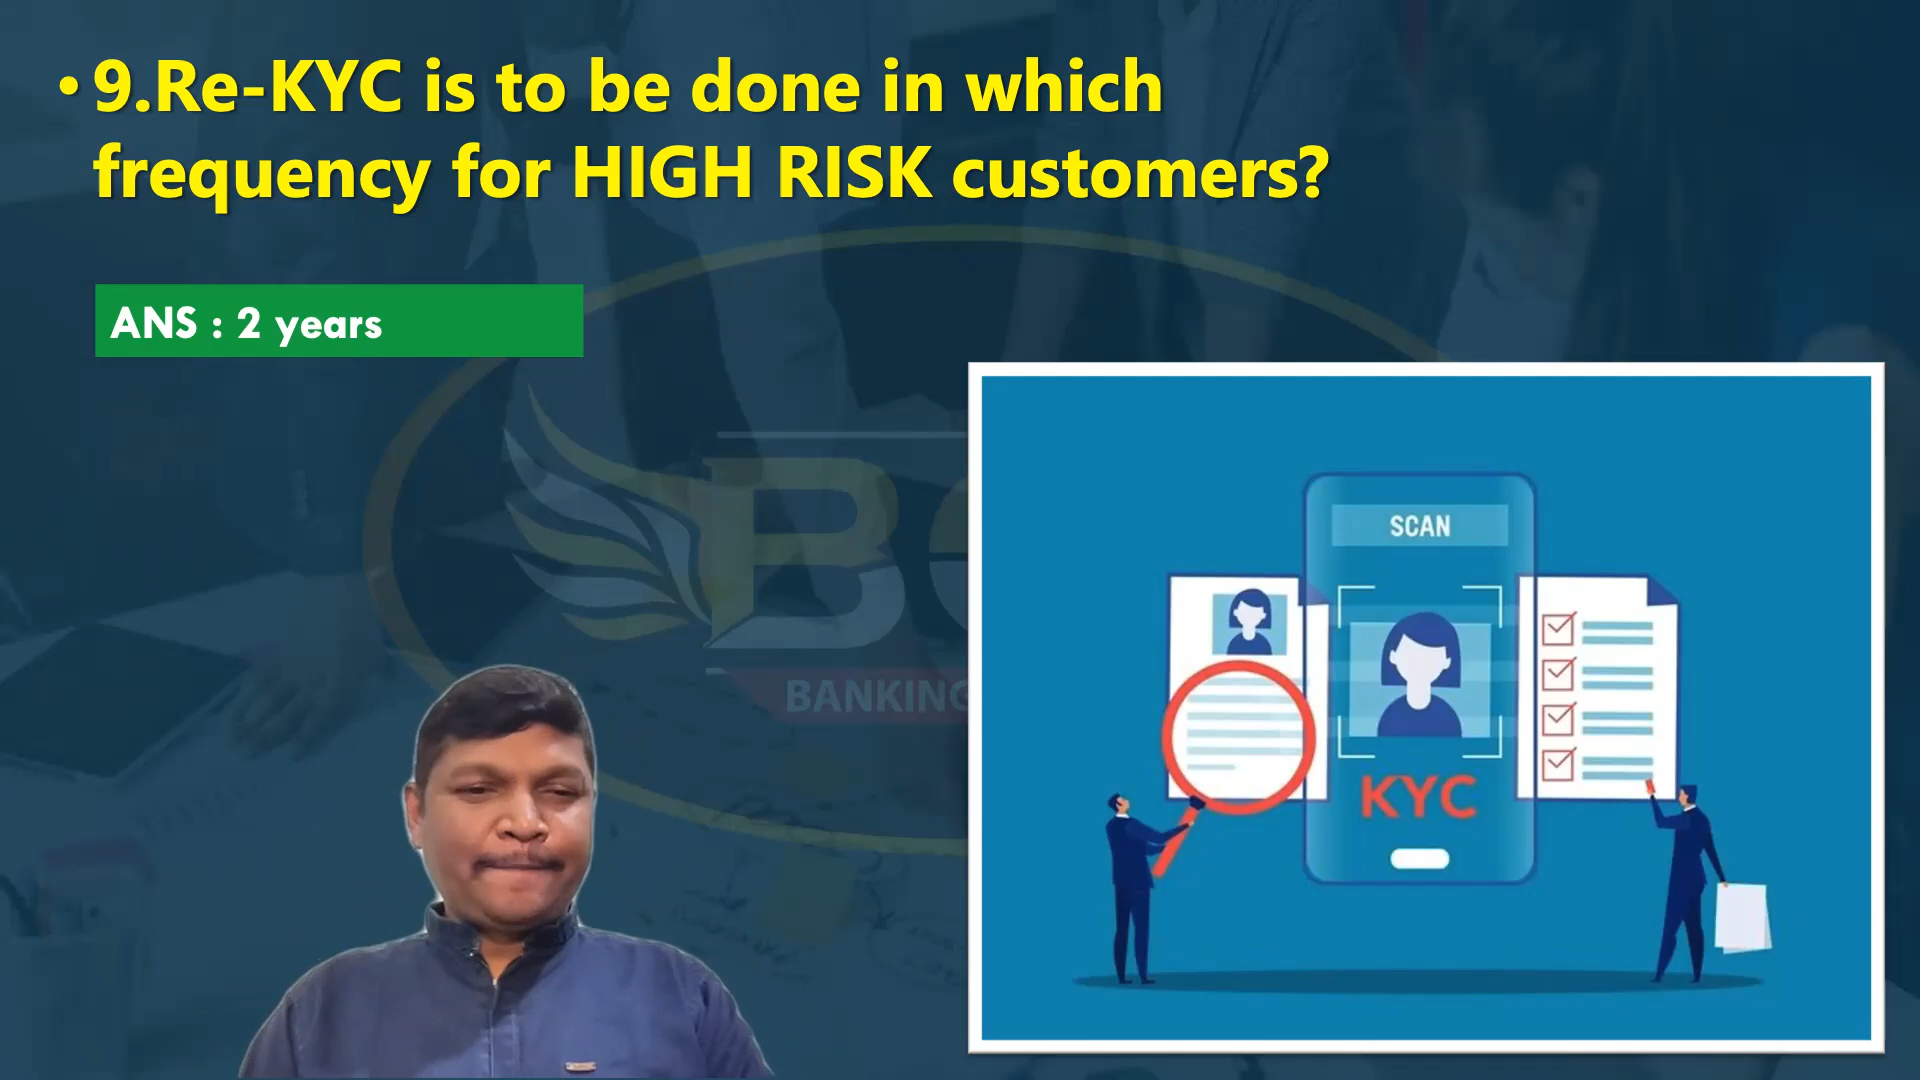 • 9.Re-KYC is to be done in which
frequency for HIGH RISK customers?
ANS : 2 years
SCAN
KYC
BANKING